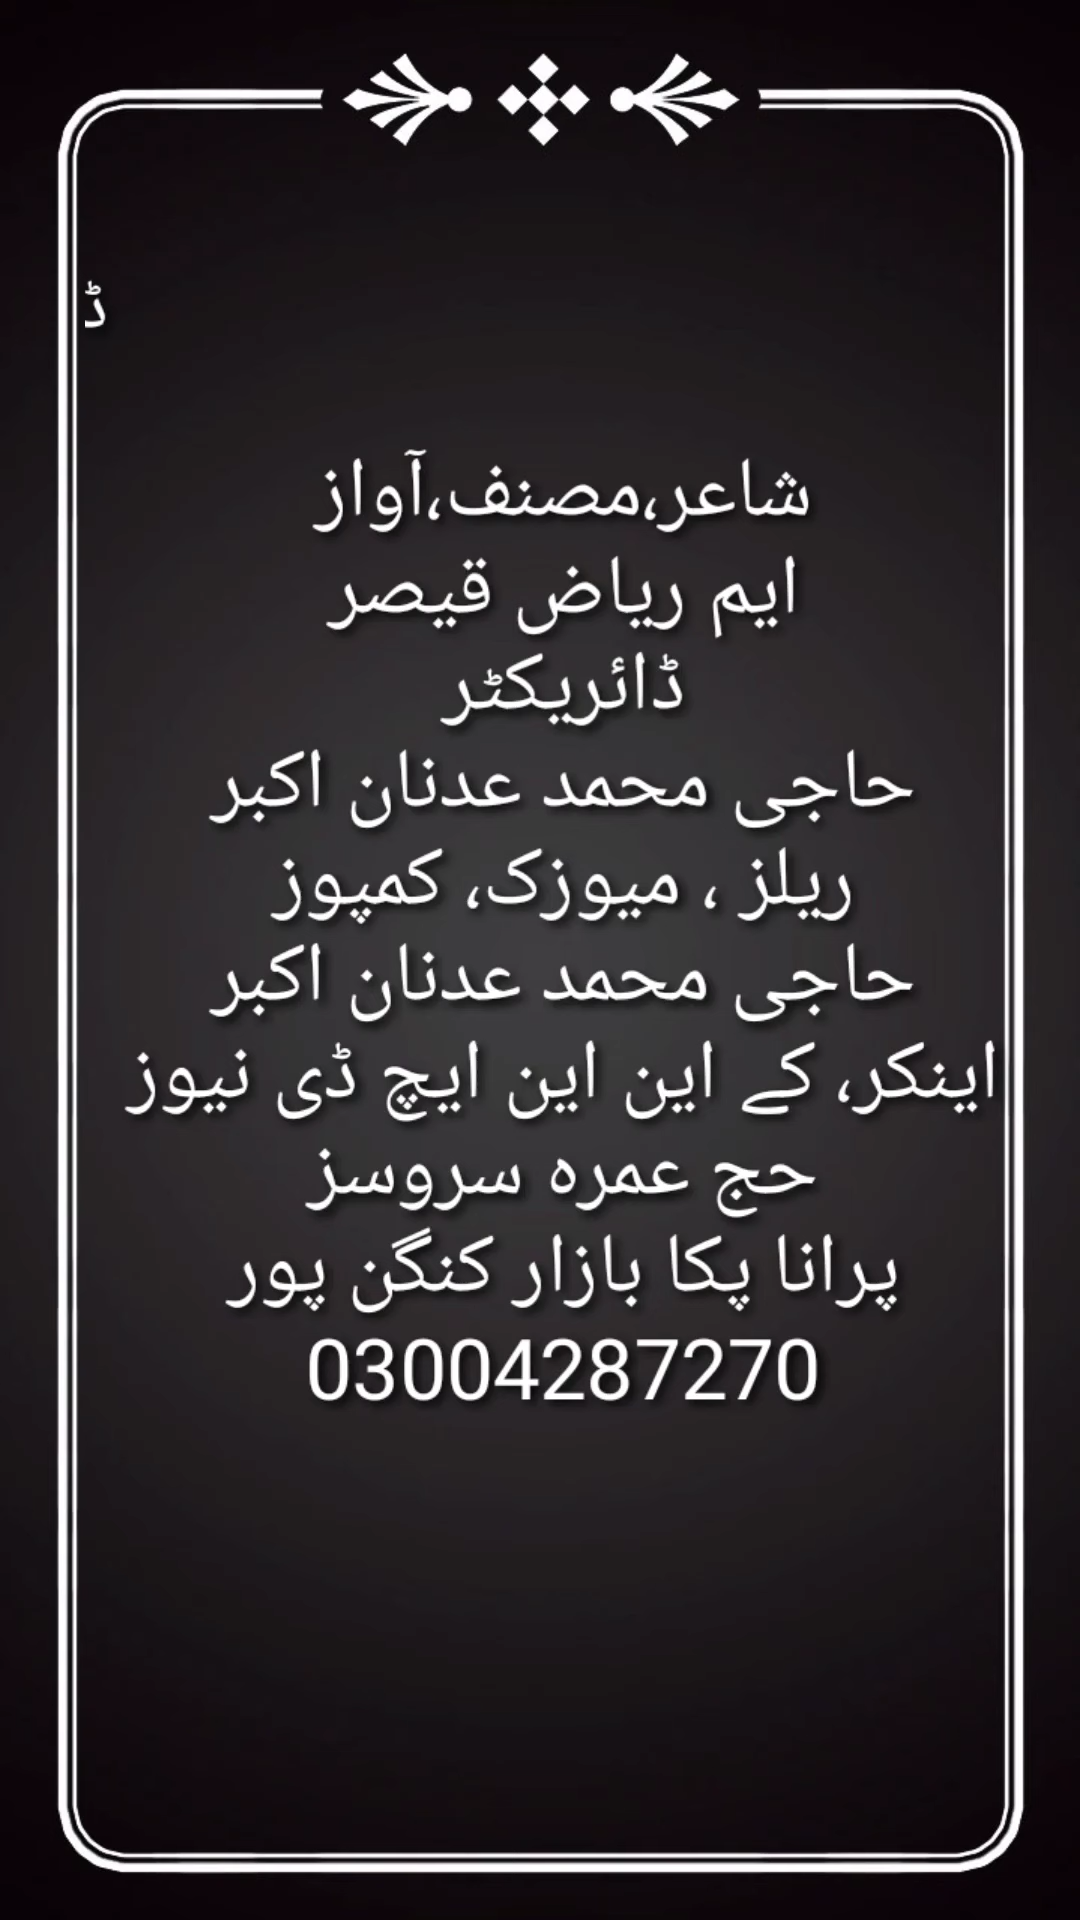 ڈ
شاعر،مصنف،آواز
ایم ریاض قیصر
ڈائریکٹر
حاجی محمد عدنان اکبر
ریلز ، میوزک، کمپوز
حاجی محمد عدنان اکبر
اینکر، کے این این ایچ ڈی نیوز
حج عمرہ سروسز
پرانا پکا بازار کنگن پور
03004287270